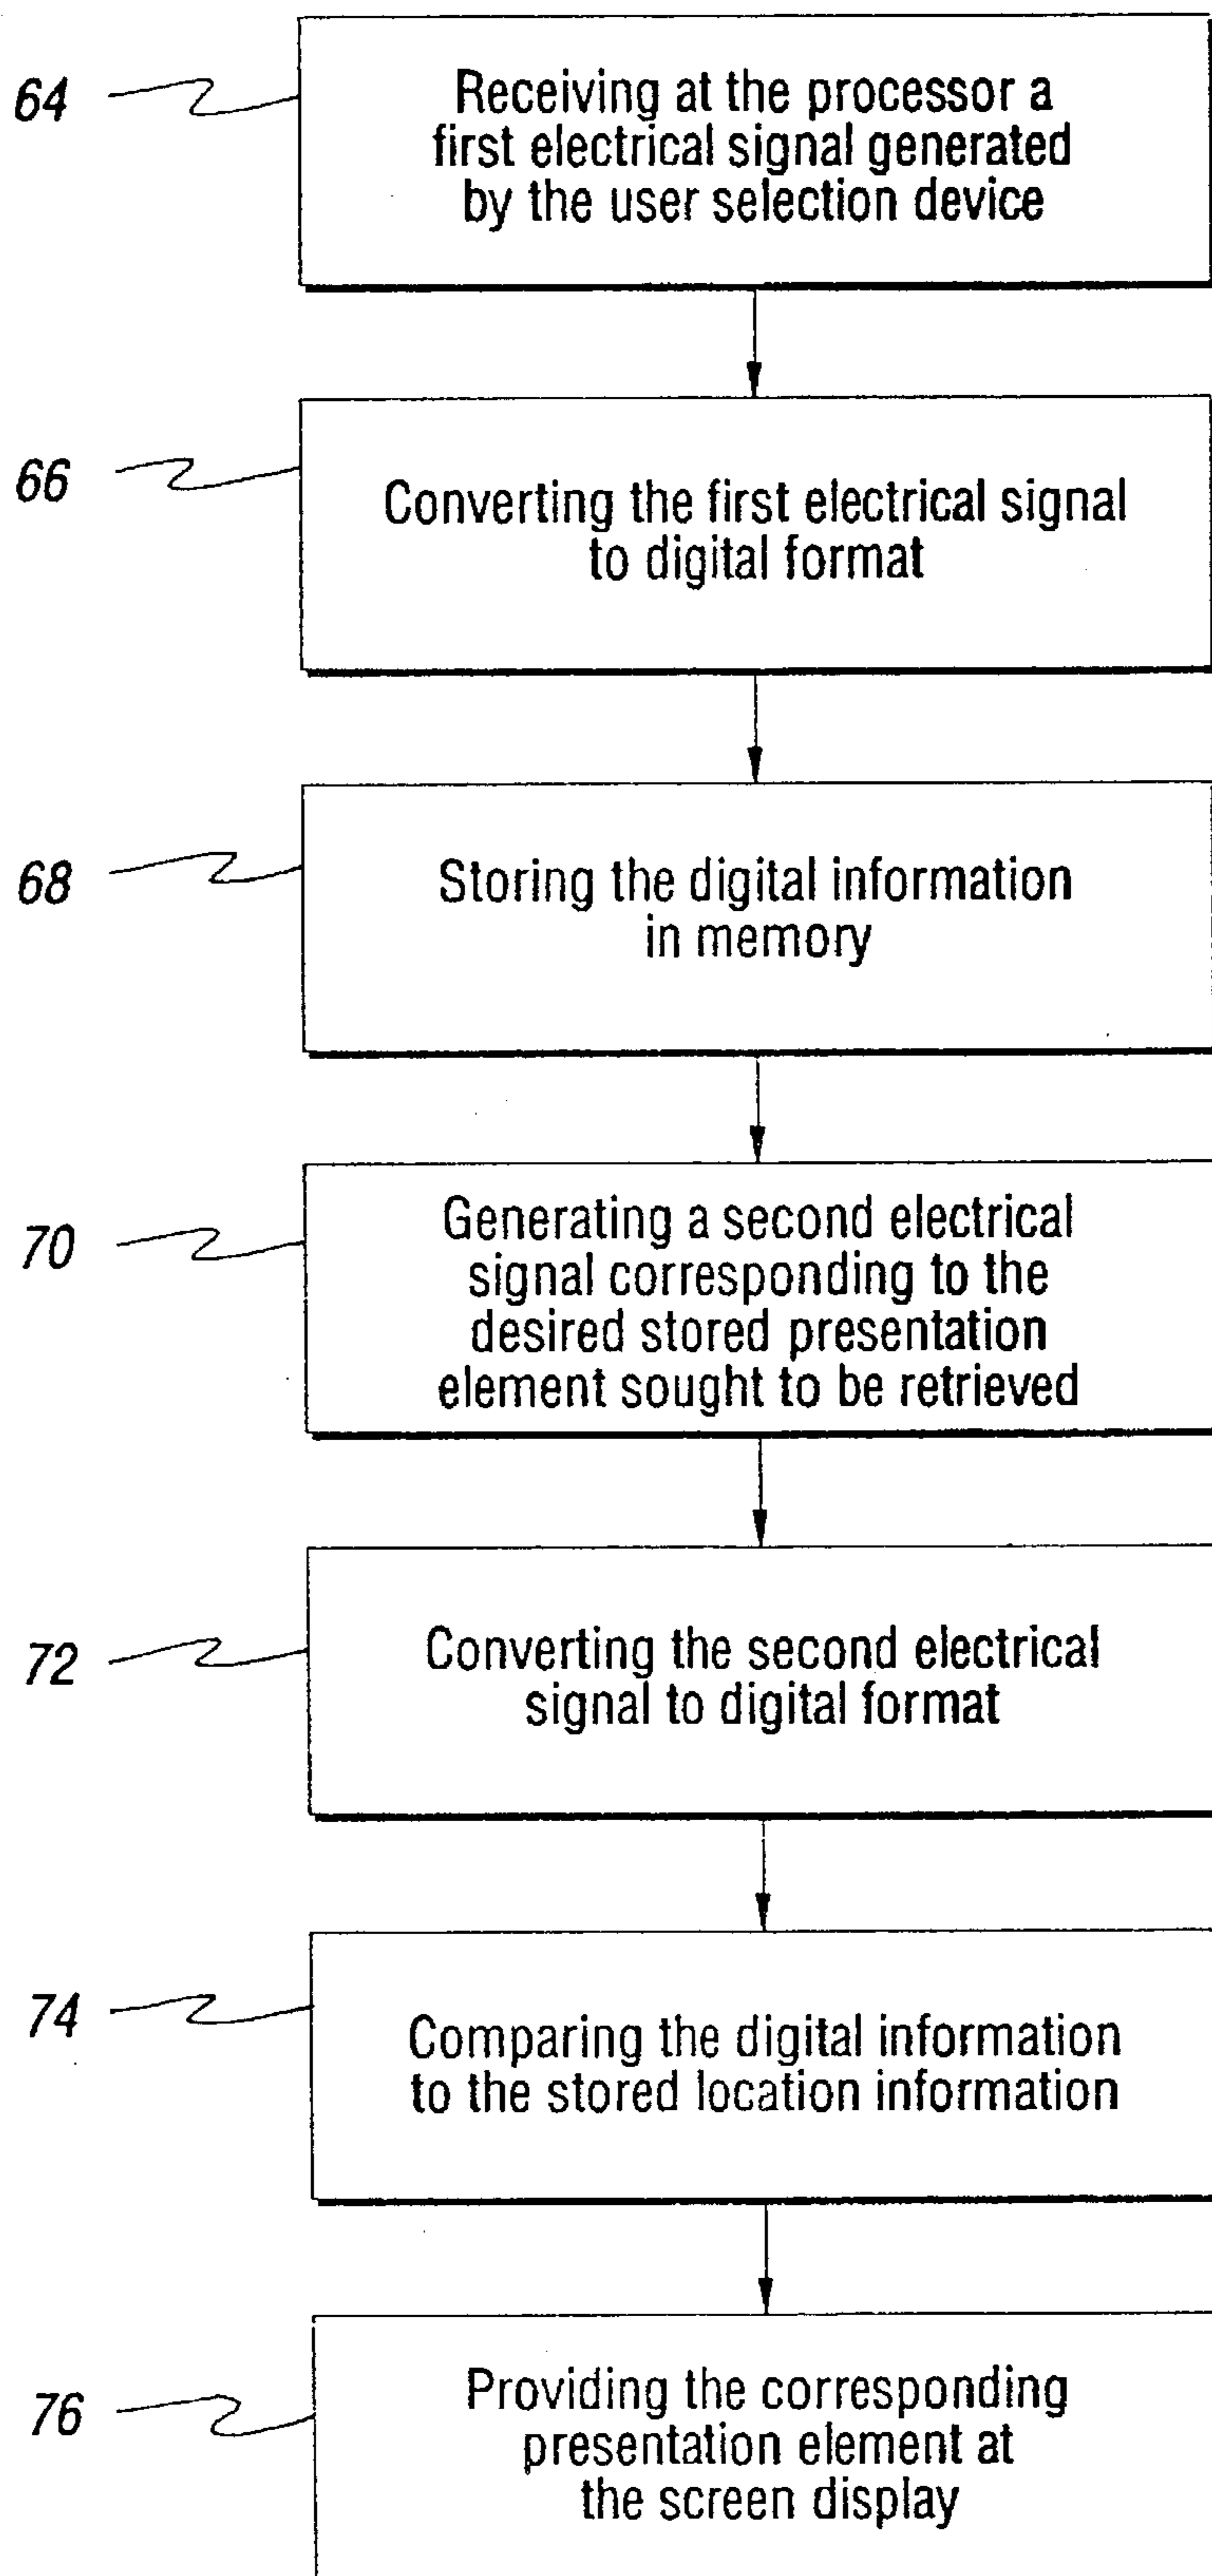 64
Receiving at the processor a
first electrical signal generated
by the user selection device
66
Converting the first electrical signal
to digital format
68
Storing the digital information
in memory
70
Generating a second electrical
signal corresponding to the
desired stored presentation
element sought to be retrieved
72
Converting the second electrical
signal to digital format
74
Comparing the digital information
to the stored location information
76
Providing the corresponding
presentation element at
the screen display